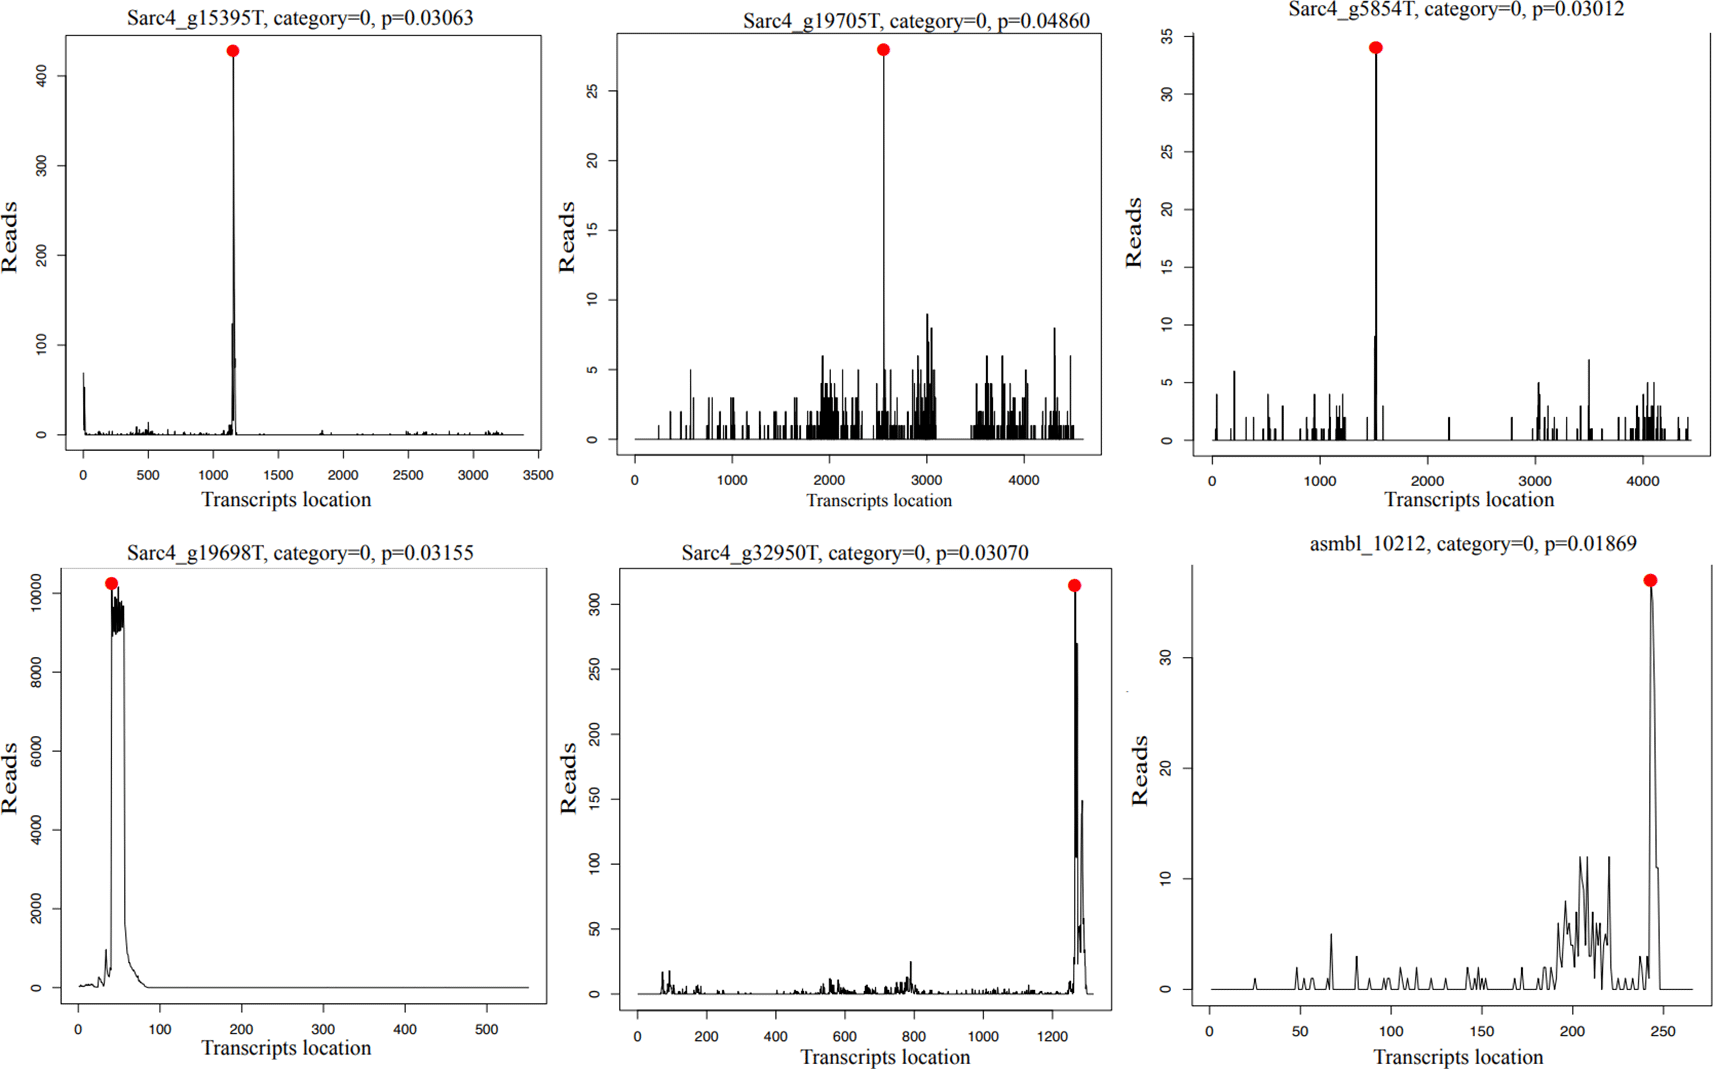 Sarc4_g15395T, category=0, p=0.03063
Reads
400
300
200
100
0
0 500 1000 1500 2000 2500 3000 3500
Transcripts location
Sarc4_g19705T, category=0, p=0.04860
Reads
25
20
15
10
5
0
0 1000 2000 3000 4000
Transcripts location
Sarc4_g5854T, category=0, p=0.03012
Reads
35
30
25
20
15
10
5
0
0 1000 2000 3000 4000
Transcripts location
Sarc4_g19698T, category=0, p=0.03155
Reads
10000
8000
6000
4000
2000
0
0 100 200 300 400 500
Transcripts location
Sarc4_g32950T, category=0, p=0.03070
Reads
300
250
200
150
100
50
0
0 200 400 600 800 1000 1200
Transcripts location
asmbl_10212, category=0, p=0.01869
Reads
30
20
10
0
0 50 100 150 200 250
Transcripts location